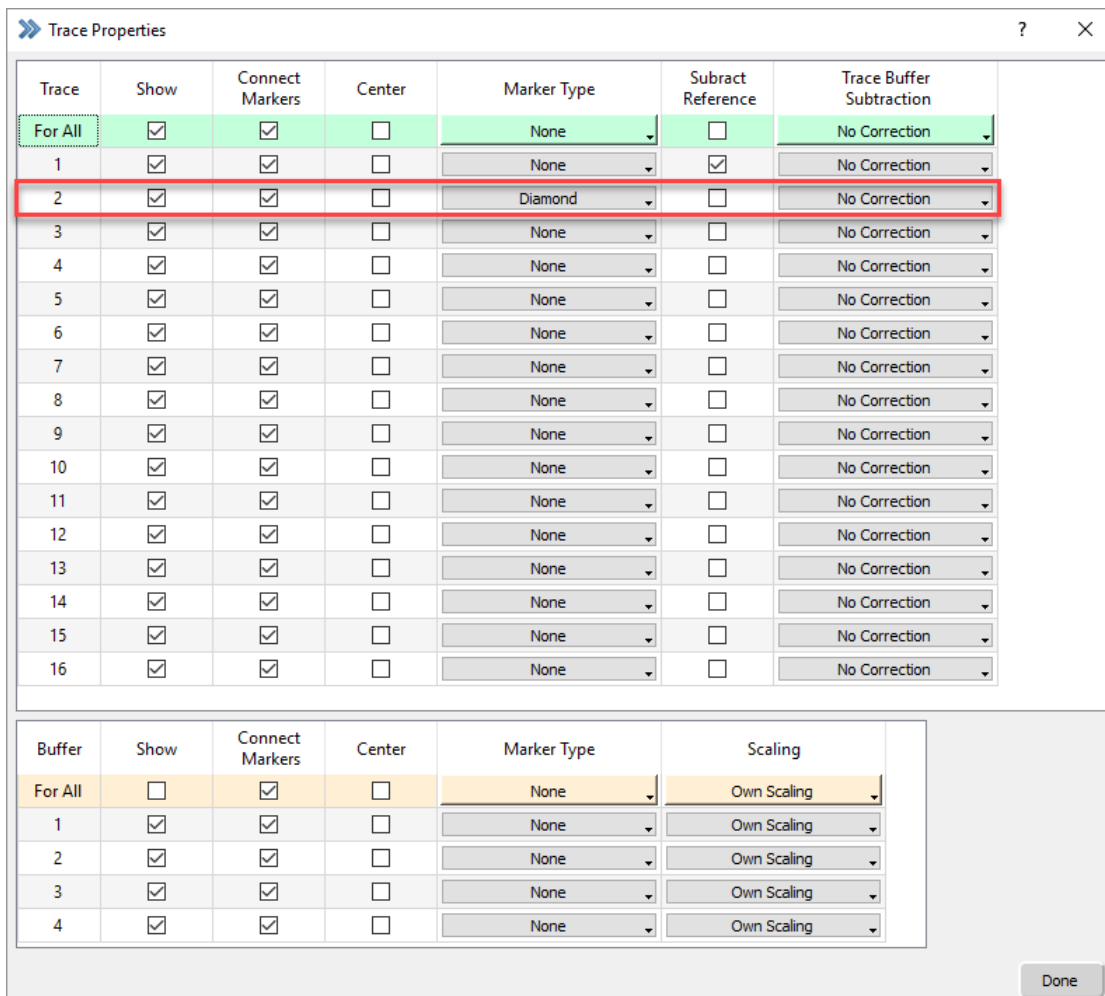 Trace Properties ?
Trace Show Connect Markers Center Marker Type Subract Reference Trace Buffer Subtraction
For All None No Correction
1 None No Correction
2 Diamond No Correction
3 None No Correction
4 None No Correction
5 None No Correction
6 None No Correction
7 None No Correction
8 None No Correction
9 None No Correction
10 None No Correction
11 None No Correction
12 None No Correction
13 None No Correction
14 None No Correction
15 None No Correction
16 None No Correction
Buffer Show Connect Markers Center Marker Type Scaling
For All None Own Scaling
1 None Own Scaling
2 None Own Scaling
3 None Own Scaling
4 None Own Scaling
Done